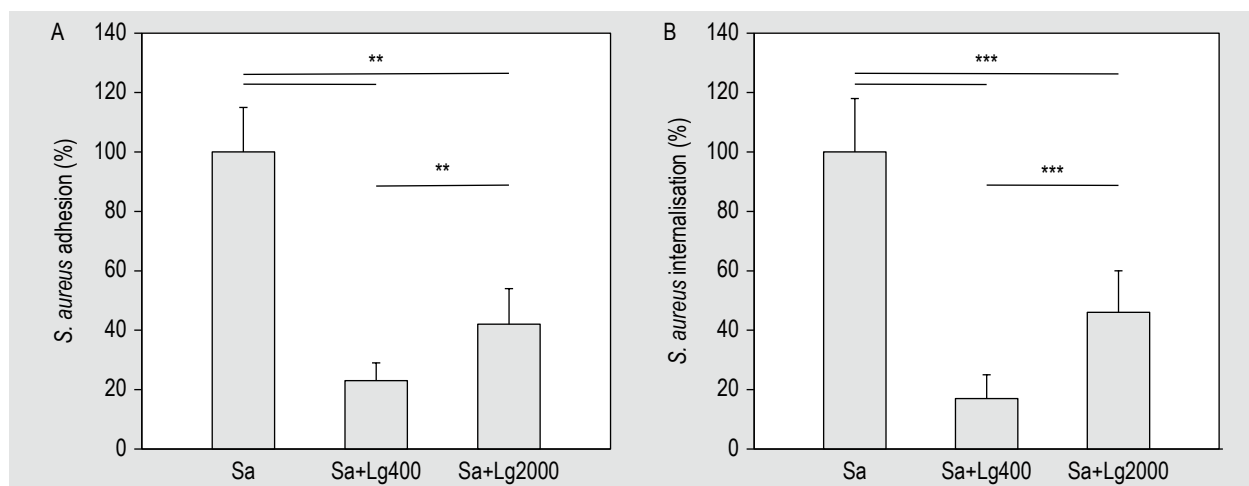 A
140
120
100
80
60
40
20
0
S. aureus adhesion (%)
**
**
Sa
Sa+Lg400
Sa+Lg2000
B
140
120
100
80
60
40
20
0
S. aureus internalisation (%)
***
***
Sa
Sa+Lg400
Sa+Lg2000